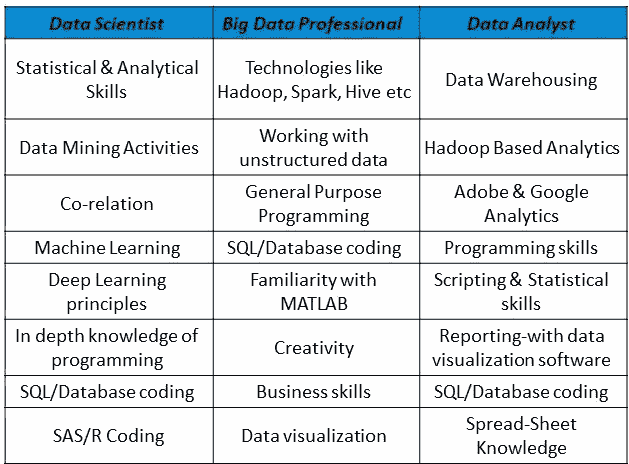 Data Scientist Big Data Professional Data Analyst
Statistical & Analytical
Skills
Technologies like
Hadoop, Spark, Hive etc
Data Warehousing
Data Mining Activities
Working with
unstructured data
Hadoop Based Analytics
Co-relation
General Purpose
Programming
Adobe & Google
Analytics
Machine Learning
SQL/Database coding
Programming skills
Deep Learning
principles
Familiarity with
MATLAB
Scripting & Statistical
skills
In depth knowledge of
programming
Creativity
Reporting-with data
visualization software
SQL/Database coding
Business skills
SQL/Database coding
SAS/R Coding
Data visualization
Spread-Sheet
Knowledge